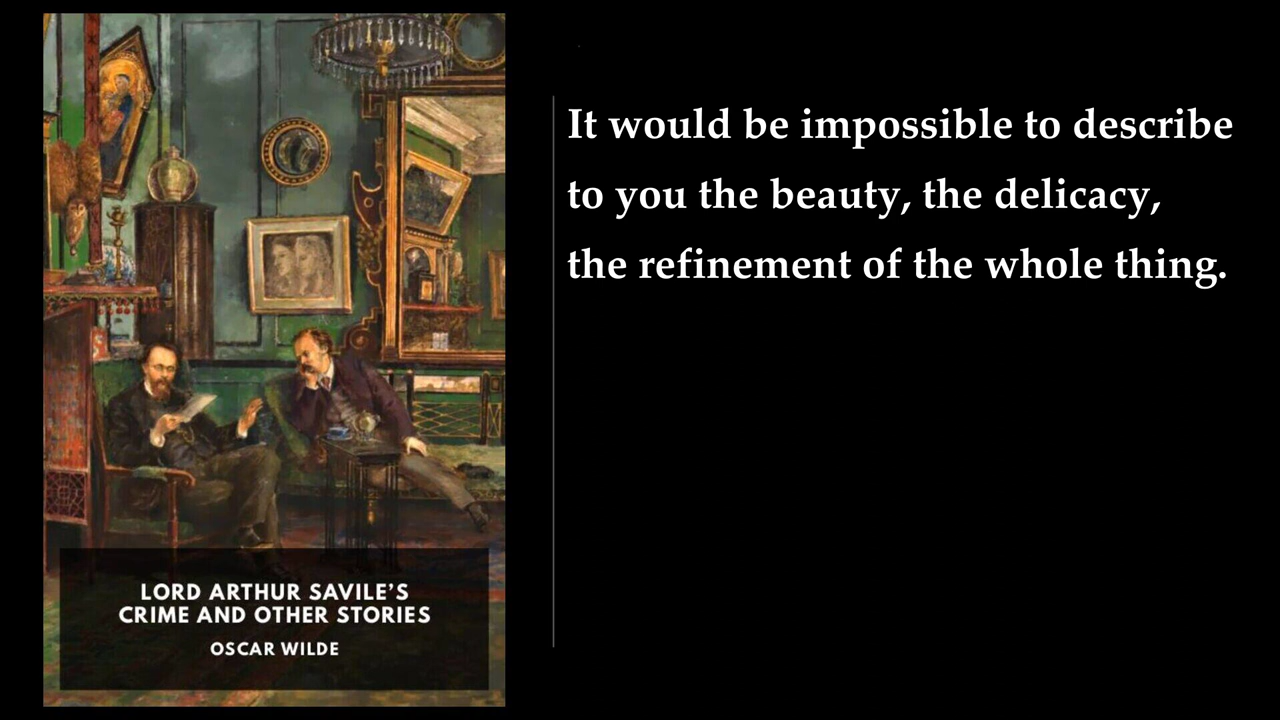 It would be impossible to describe
to you the beauty, the delicacy,
the refinement of the whole thing.
LORD ARTHUR SAVILE’S
CRIME AND OTHER STORIES
OSCAR WILDE